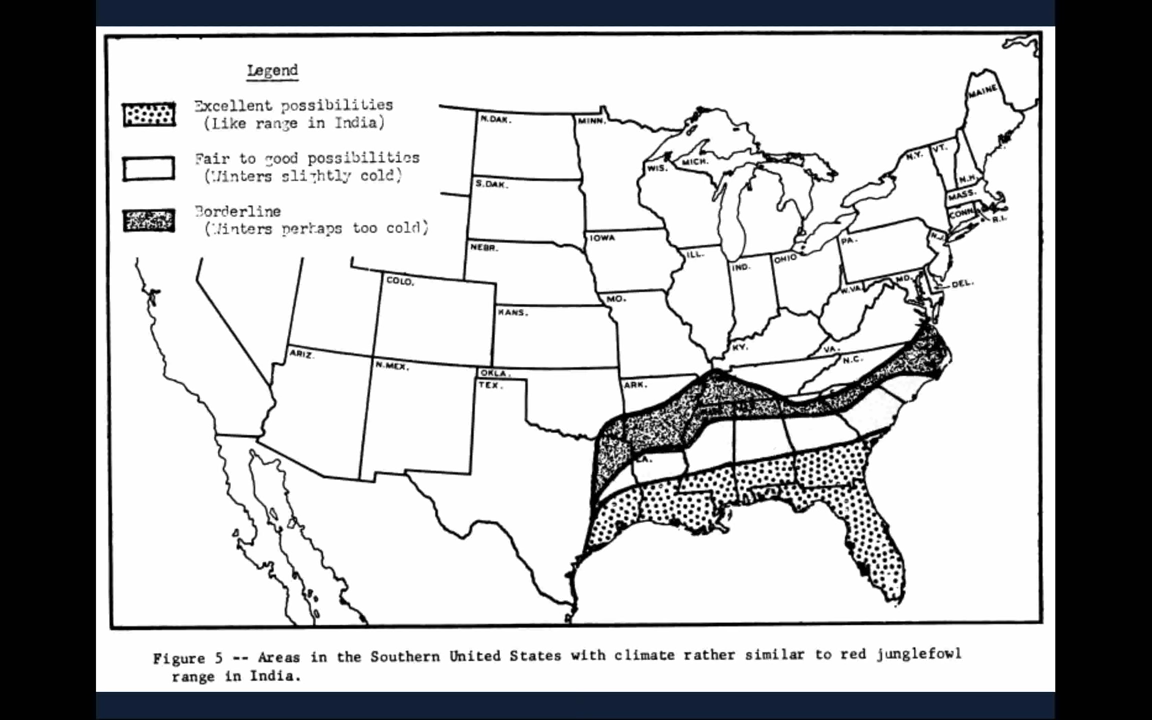 Legend
Excellent possibilities
(Like range in India)
Fair to good possibilities
(Winters slightly cold)
Borderline
(Winters perhaps too cold)
MAINE
N.DAK.
MINN.
N.Y.
VT.
WIS.
MICH.
N.H.
S.DAK.
MASS.
CONN.
R.I.
IOWA
N.J.
PA.
NEBR.
ILL.
OHIO
IND.
COLO.
MD.
DEL.
W.VA.
MO.
KANS.
KY.
VA.
ARIZ.
N.C.
N.MEX.
OKLA.
TEX.
ARK.
LA.
Figure 5 -- Areas in the Southern United States with climate rather similar to red junglefowl
range in India.